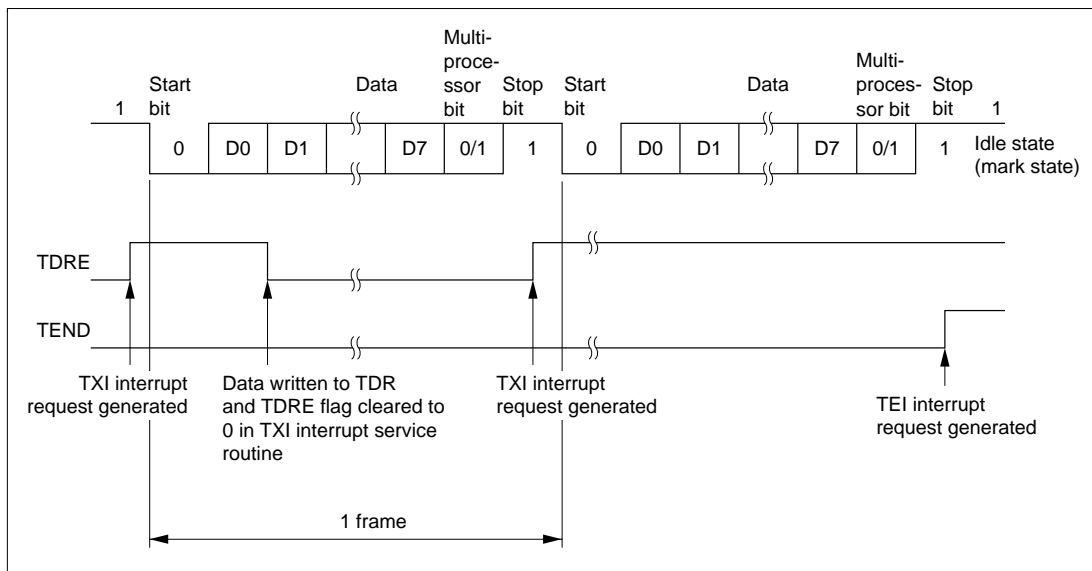 Multi-
proce-
ssor
bit
Start
bit
Data
Stop
bit
Start
bit
Data
Multi-
proces-
sor bit
Stop
bit
1
1
0
D0
D1
D7
0/1
1
0
D0
D1
D7
0/1
1
Idle state
(mark state)
TDRE
TEND
TXI interrupt
request generated
Data written to TDR
and TDRE flag cleared to
0 in TXI interrupt service
routine
TXI interrupt
request generated
TEI interrupt
request generated
1 frame